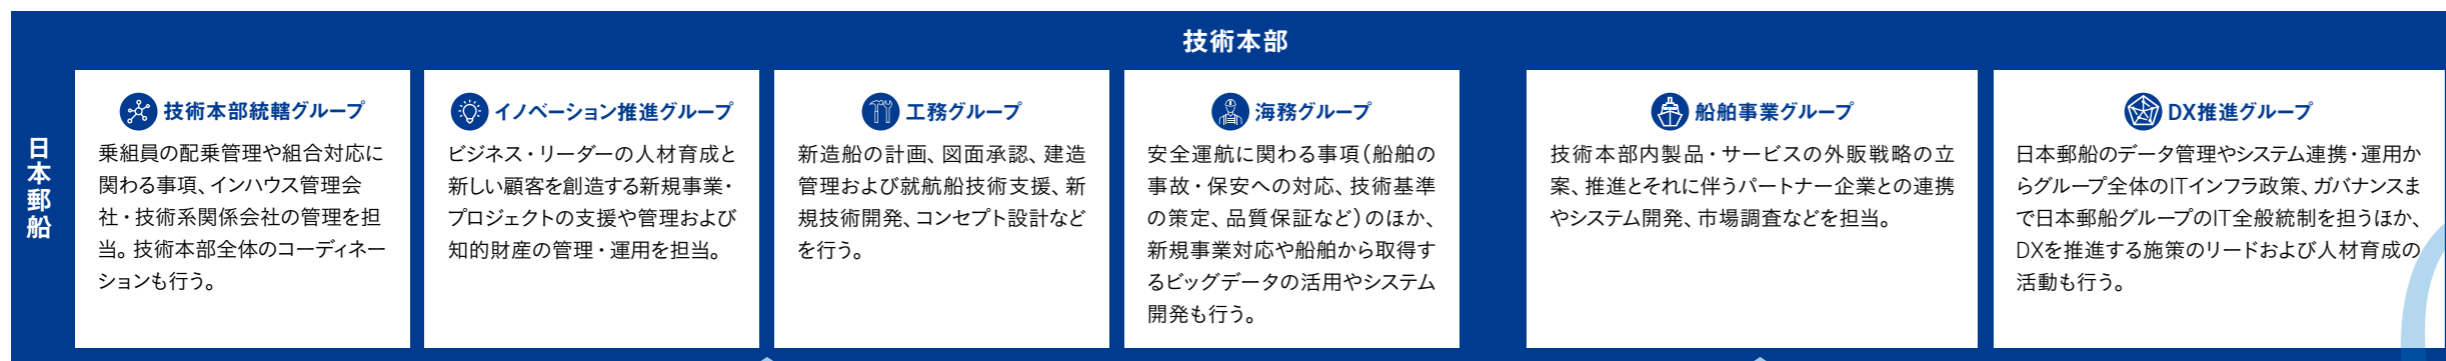 技術本部
日本郵船
技術本部統轄グループ
乗組員の配乗管理や組合対応に
関わる事項、インハウス管理会
社・技術系関係会社の管理を担
当。技術本部全体のコーディネー
ションも行う。
イノベーション推進グループ
ビジネス・リーダーの人材育成と
新しい顧客を創造する新規事業・
プロジェクトの支援や管理および
知的財産の管理・運用を担当。
工務グループ
新造船の計画、図面承認、建造
管理および就航船技術支援、新
規技術開発、コンセプト設計など
を行う。
海務グループ
安全運航に関わる事項（船舶の
事故・保安への対応、技術基準
の策定、品質保証など）のほか、
新規事業対応や船舶から取得す
るビッグデータの活用やシステム
開発も行う。
船舶事業グループ
技術本部内製品・サービスの外販戦略の立
案、推進とそれに伴うパートナー企業との連携
やシステム開発、市場調査などを担当。
DX推進グループ
日本郵船のデータ管理やシステム連携・運用か
らグループ全体のITインフラ政策、ガバナンスま
で日本郵船グループのIT全般統制を担うほか、
DXを推進する施策のリードおよび人材育成の
活動も行う。